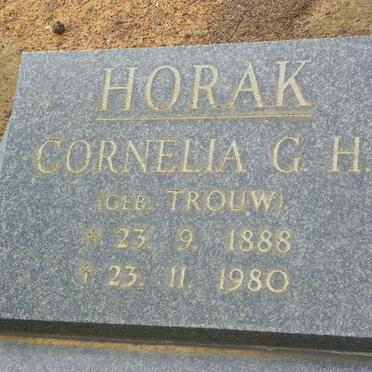 HORAK
CORNELIA G. H.
(GEB. TROUW)
* 23. 9. 1888
† 23. 11. 1980